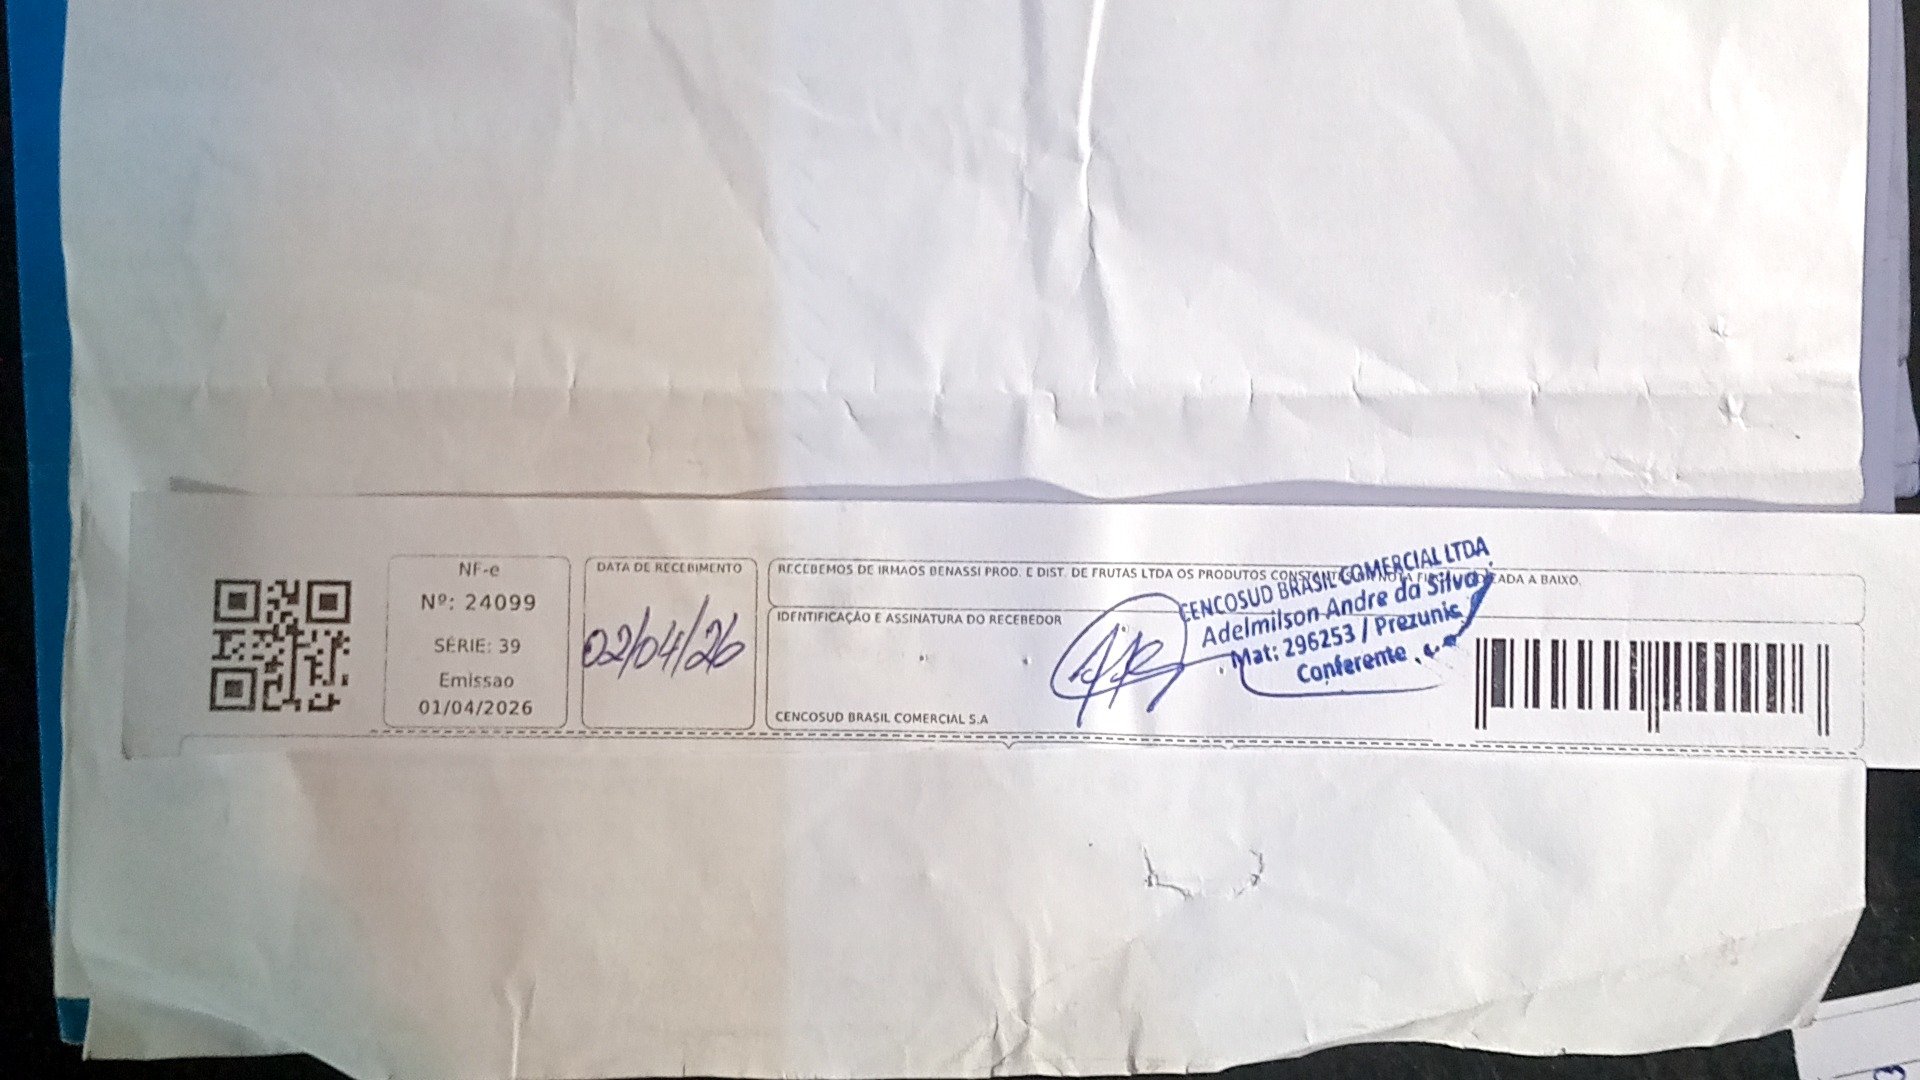 NF-e
Nº: 24099
SÉRIE: 39
Emissao
01/04/2026
DATA DE RECEBIMENTO
02/04/26
RECEBEMOS DE IRMAOS BENASSI PROD. E DIST. DE FRUTAS LTDA OS PRODUTOS A BAIXO.
IDENTIFICAÇÃO E ASSINATURA DO RECEBEDOR
CENCOSUD BRASIL COMERCIAL S.A
CENCOSUD BRASIL COMERCIAL LTDA
Adelmilson Andre da Silva
Mat: 296253 / Prezunic
Conferente